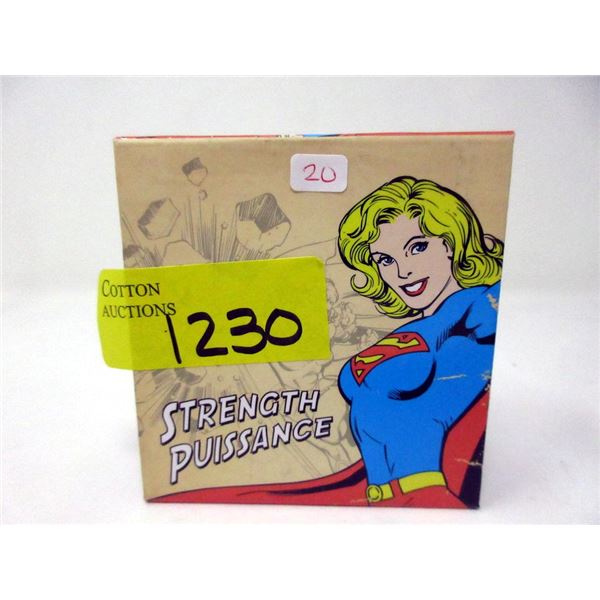 20
COTTON
AUCTIONS
1230
STRENGTH
PUISSANCE
S